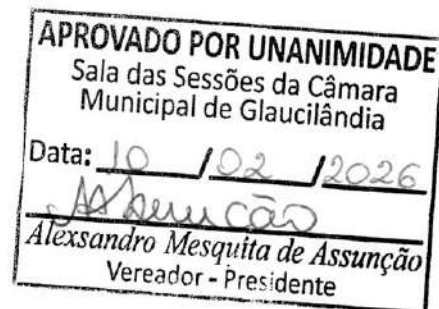 APROVADO POR UNANIMIDADE
Sala das Sessões da Câmara
Municipal de Glaucilândia
Data: 10 / 02 / 2026
Assunção
Alexsandro Mesquita de Assunção
Vereador - Presidente